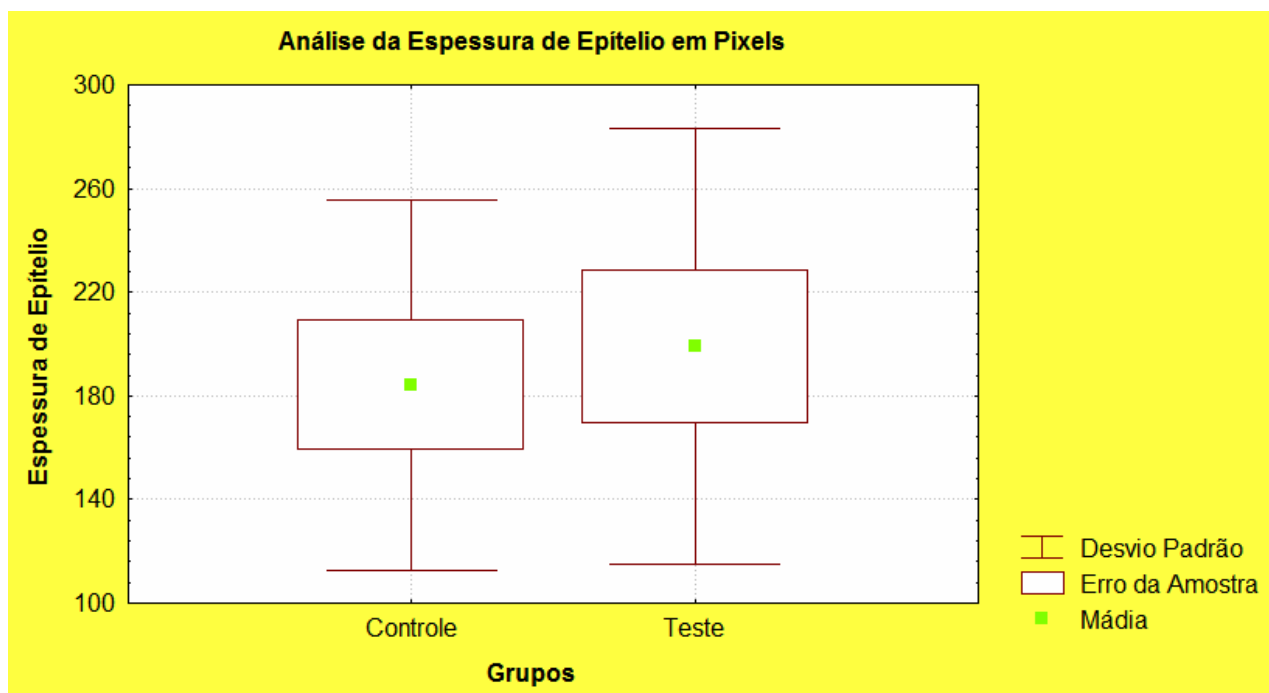 Análise da Espessura de Epítelio em Pixels
300
260
220
180
140
100
Espessura de Epítelio
Controle
Teste
Grupos
Desvio Padrão
Erro da Amostra
Mádia